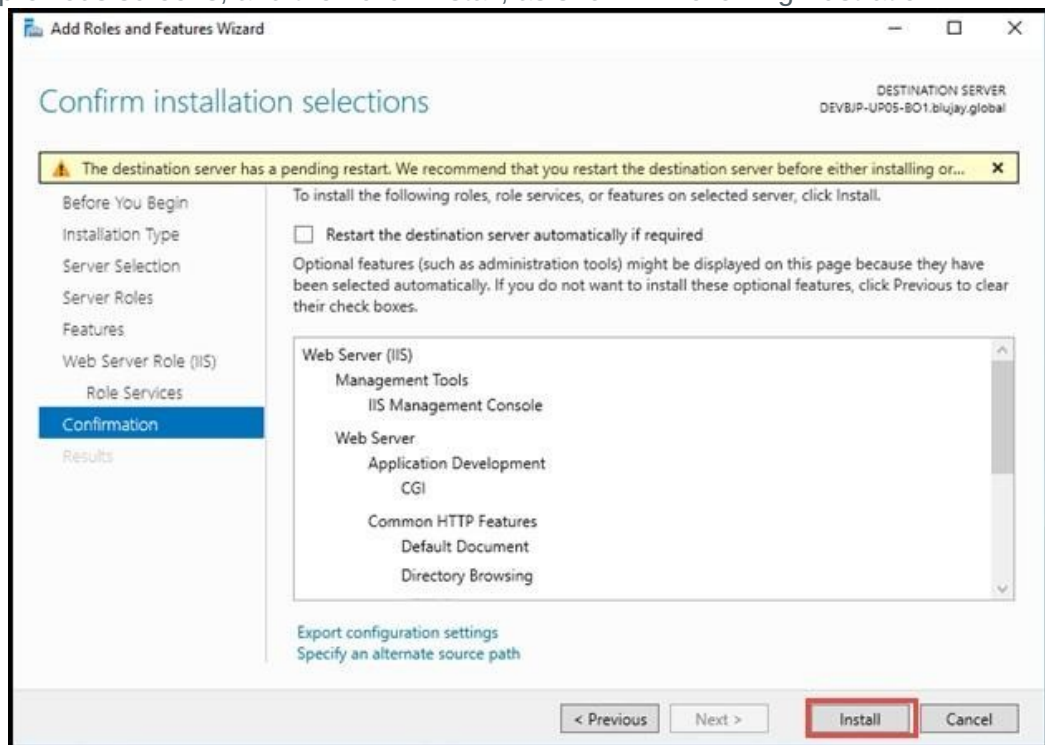 Add Roles and Features Wizard
Confirm installation selections
DESTINATION SERVER
DEVBJP-UP05-BO1.blujay.global
The destination server has a pending restart. We recommend that you restart the destination server before either installing or...
Before You Begin
Installation Type
Server Selection
Server Roles
Features
Web Server Role (IIS)
Role Services
Confirmation
Results
To install the following roles, role services, or features on selected server, click Install.
Restart the destination server automatically if required
Optional features (such as administration tools) might be displayed on this page because they have
been selected automatically. If you do not want to install these optional features, click Previous to clear
their check boxes.
Web Server (IIS)
Management Tools
IIS Management Console
Web Server
Application Development
CGI
Common HTTP Features
Default Document
Directory Browsing
Export configuration settings
Specify an alternate source path
< Previous
Next >
Install
Cancel